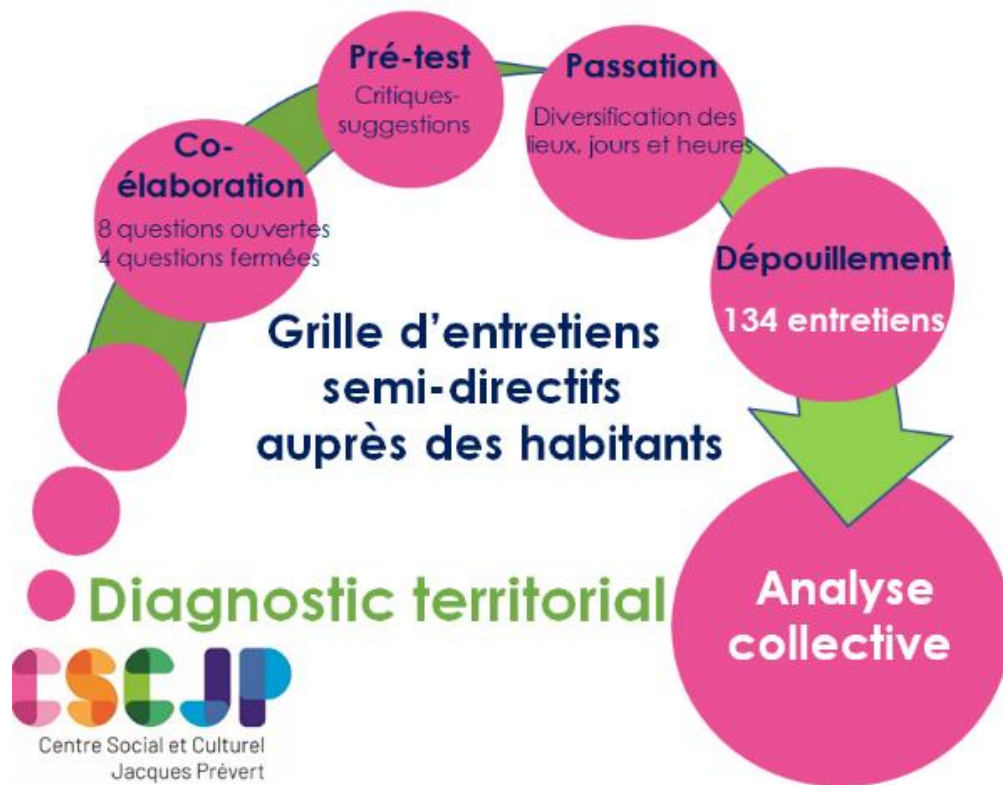 Pré-test
Critiques-
suggestions
Passation
Diversification des
lieux, jours et heures
Co-
élaboration
8 questions ouvertes
4 questions fermées
Dépouillement
134 entretiens
Grille d'entretiens
semi-directifs
auprès des habitants
Diagnostic territorial
Analyse
collective
CSCJP
Centre Social et Culturel
Jacques Prévert